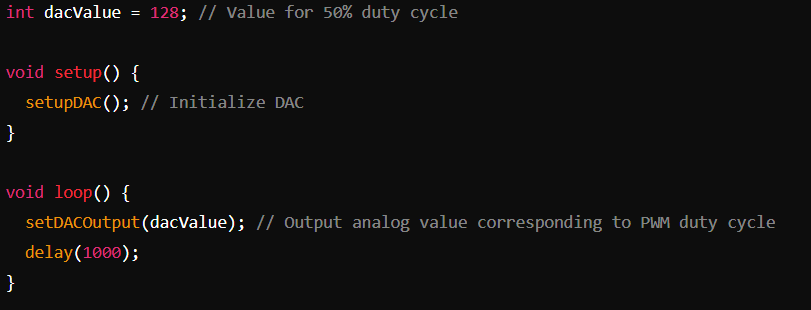 int dacValue = 128; // Value for 50% duty cycle
void setup() {
setupDAC(); // Initialize DAC
}
void loop() {
setDACOutput(dacValue); // Output analog value corresponding to PWM duty cycle
delay(1000);
}